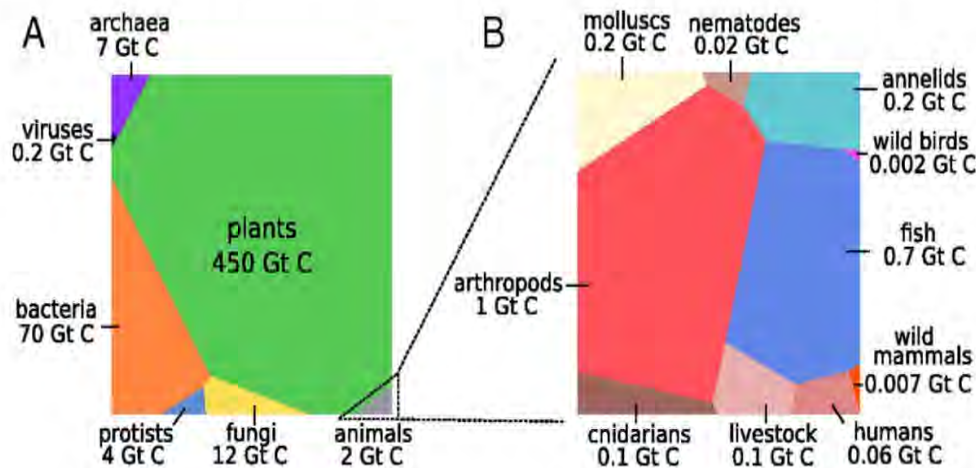 A
archaea
7 Gt C
viruses
0.2 Gt C
plants
450 Gt C
bacteria
70 Gt C
protists
4 Gt C
fungi
12 Gt C
animals
2 Gt C
B
molluscs
0.2 Gt C
nematodes
0.02 Gt C
annelids
0.2 Gt C
wild birds
0.002 Gt C
fish
0.7 Gt C
arthropods
1 Gt C
wild
mammals
0.007 Gt C
cnidarians
0.1 Gt C
livestock
0.1 Gt C
humans
0.06 Gt C